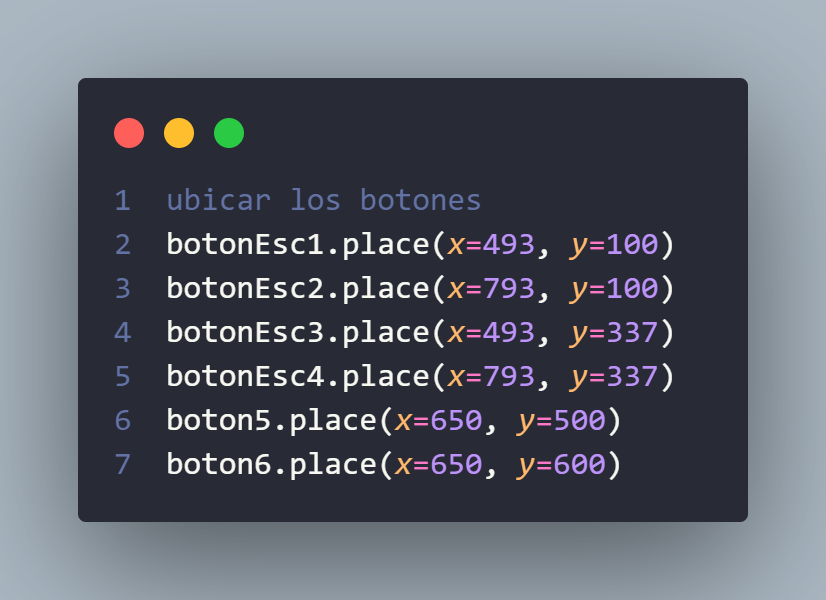 1 ubicar los botones
2 botonEsc1.place(x=493, y=100)
3 botonEsc2.place(x=793, y=100)
4 botonEsc3.place(x=493, y=337)
5 botonEsc4.place(x=793, y=337)
6 boton5.place(x=650, y=500)
7 boton6.place(x=650, y=600)